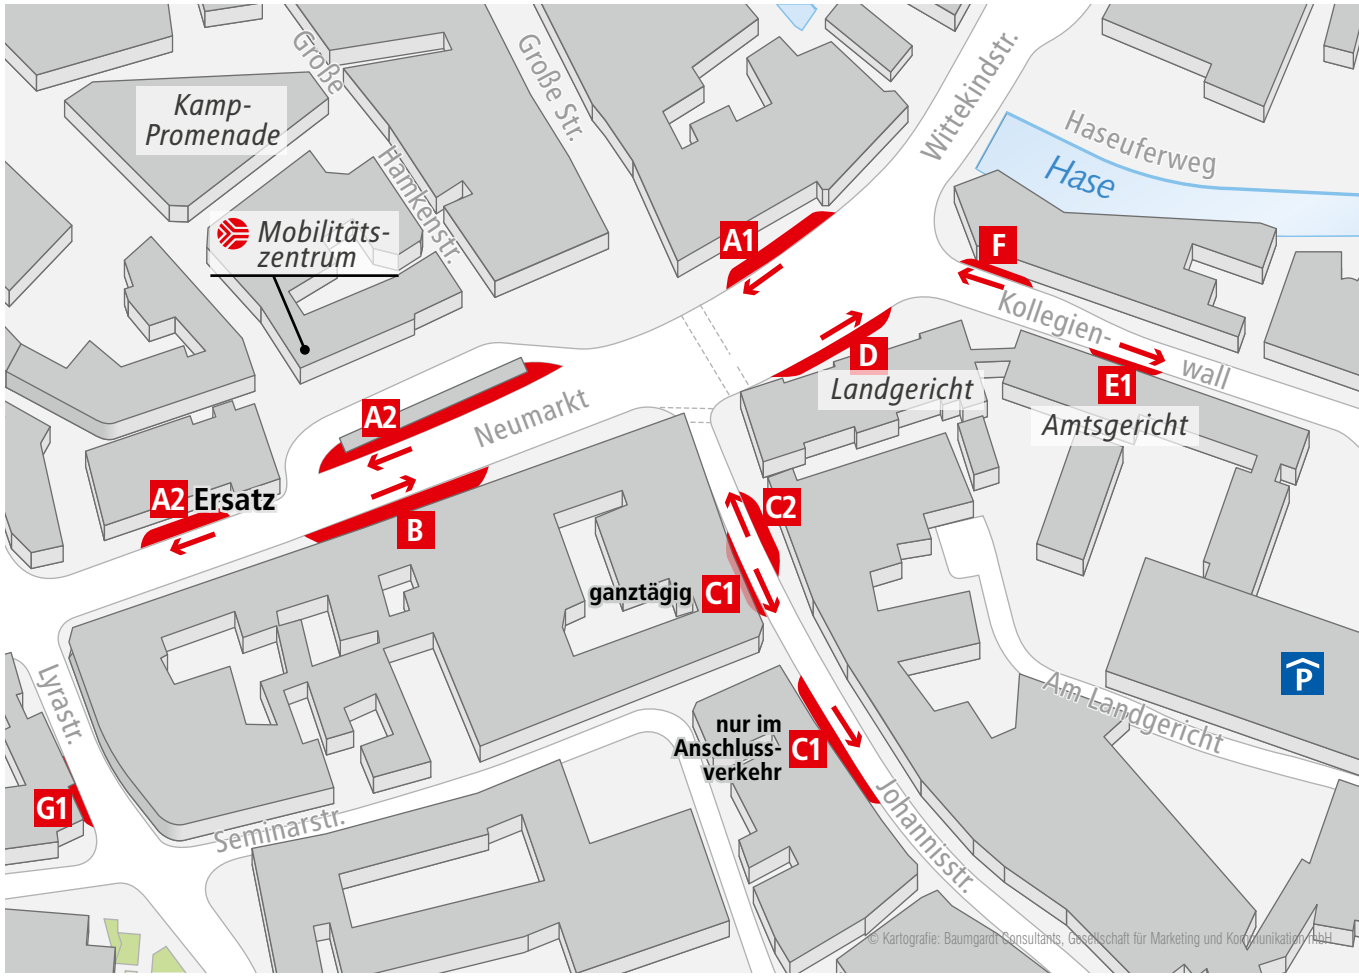 Große
Große Str.
Wittekindstr.
Kamp-
Promenade
Haseuferweg
Hase
Hamkenstr.
Mobilitäts-
zentrum
A1
F
Kollegien-
wall
D
Landgericht
E1
Amtsgericht
A2
Neumarkt
A2 Ersatz
B
C2
ganztägig C1
P
Lyrastr.
Am Landgericht
nur im
Anschluss-
verkehr
C1
G1
Seminarstr.
Johannisstr.
© Kartografie: Baumgardt Consultants, Gesellschaft für Marketing und Kommunikation mbH